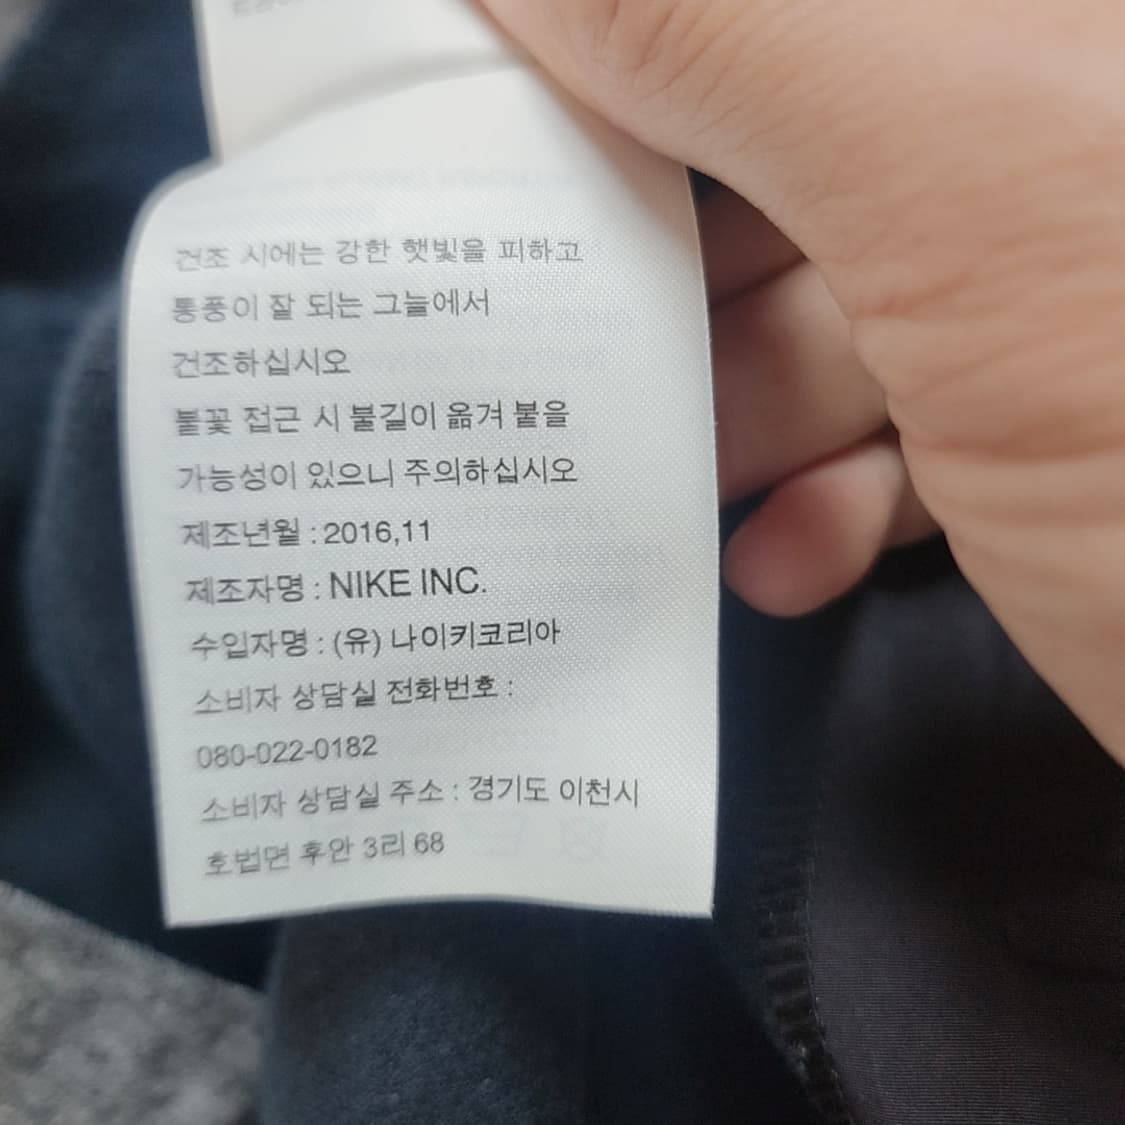 건조 시에는 강한 햇빛을 피하고
통풍이 잘 되는 그늘에서
건조하십시오
불꽃 접근 시 불길이 옮겨 붙을
가능성이 있으니 주의하십시오
제조년월 : 2016,11
제조자명 : NIKE INC.
수입자명 : (유) 나이키코리아
소비자 상담실 전화번호 :
080-022-0182
소비자 상담실 주소 : 경기도 이천시
호법면 후안 3리 68